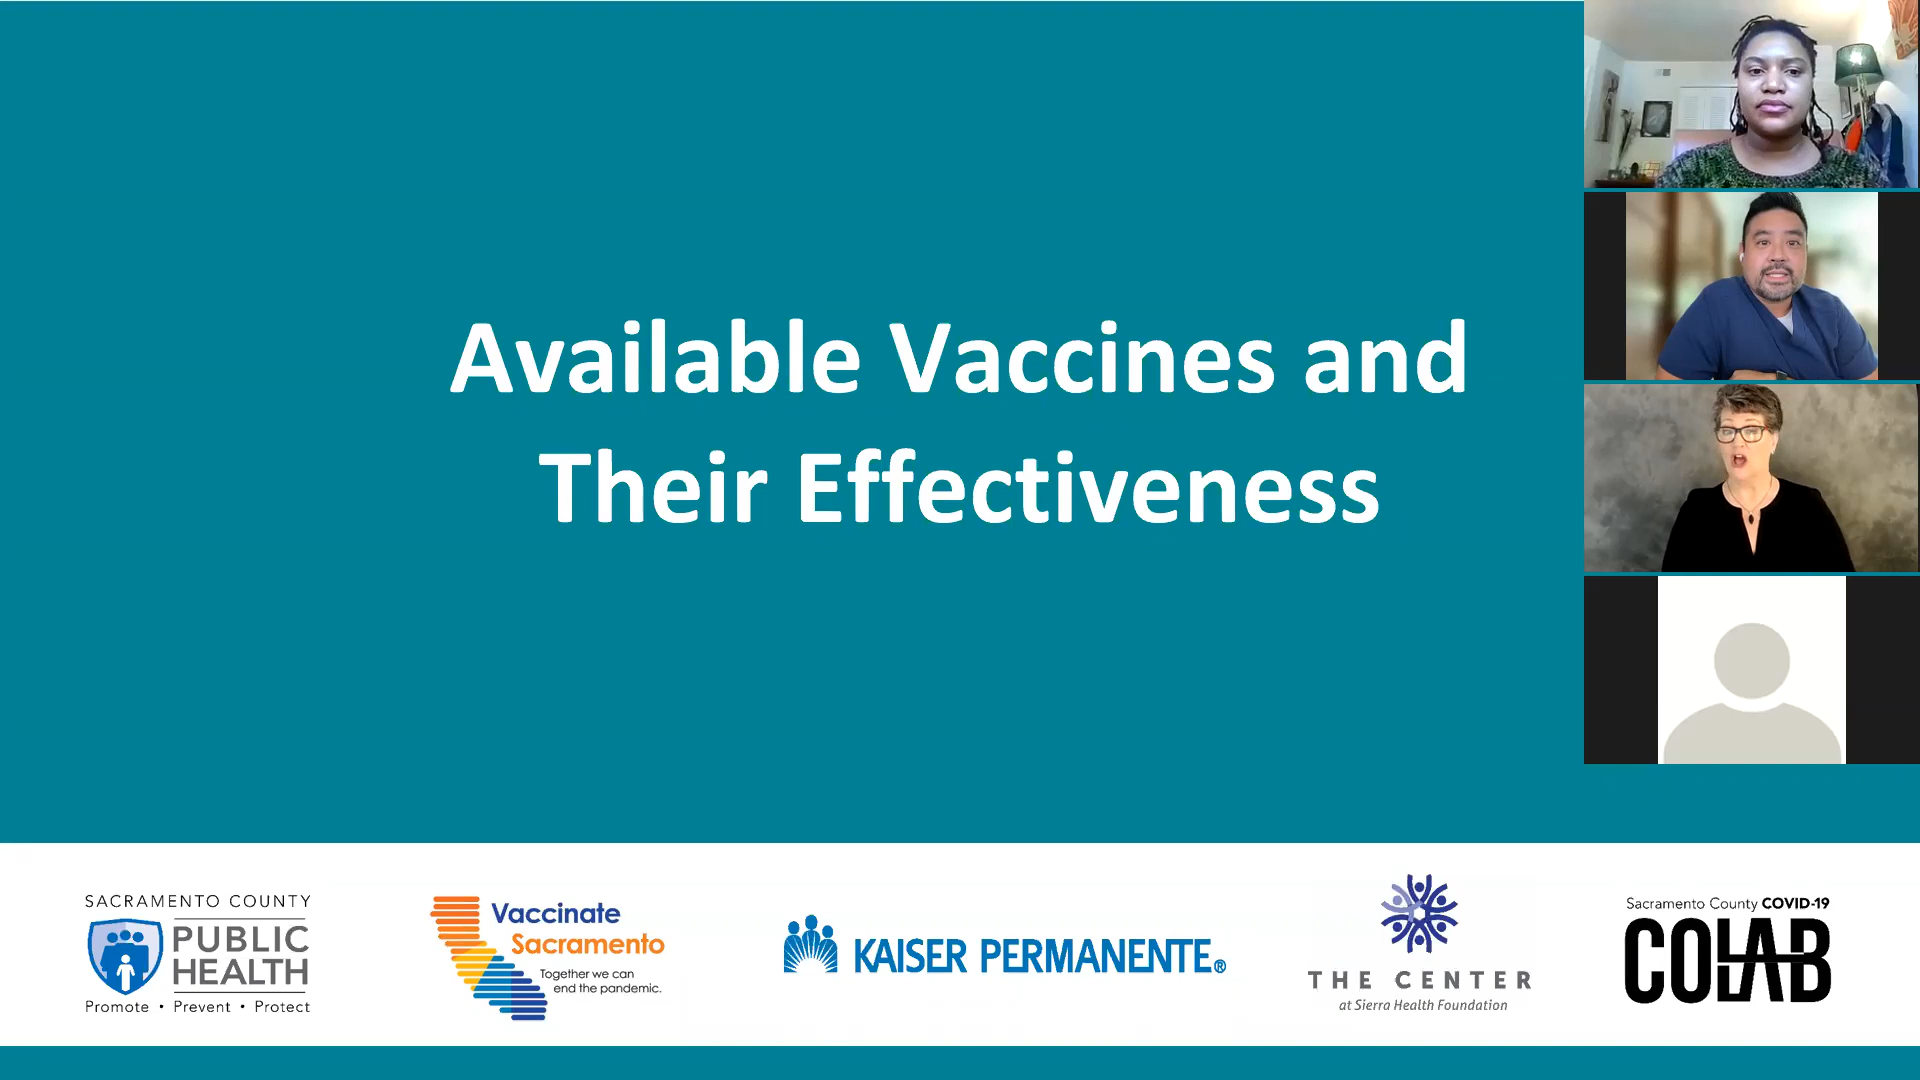 Available Vaccines and
Their Effectiveness
SACRAMENTO COUNTY
PUBLIC
HEALTH
Promote • Prevent • Protect
Vaccinate
Sacramento
Together we can
end the pandemic.
KAISER PERMANENTE®
THE CENTER
at Sierra Health Foundation
Sacramento County COVID-19
COLAB